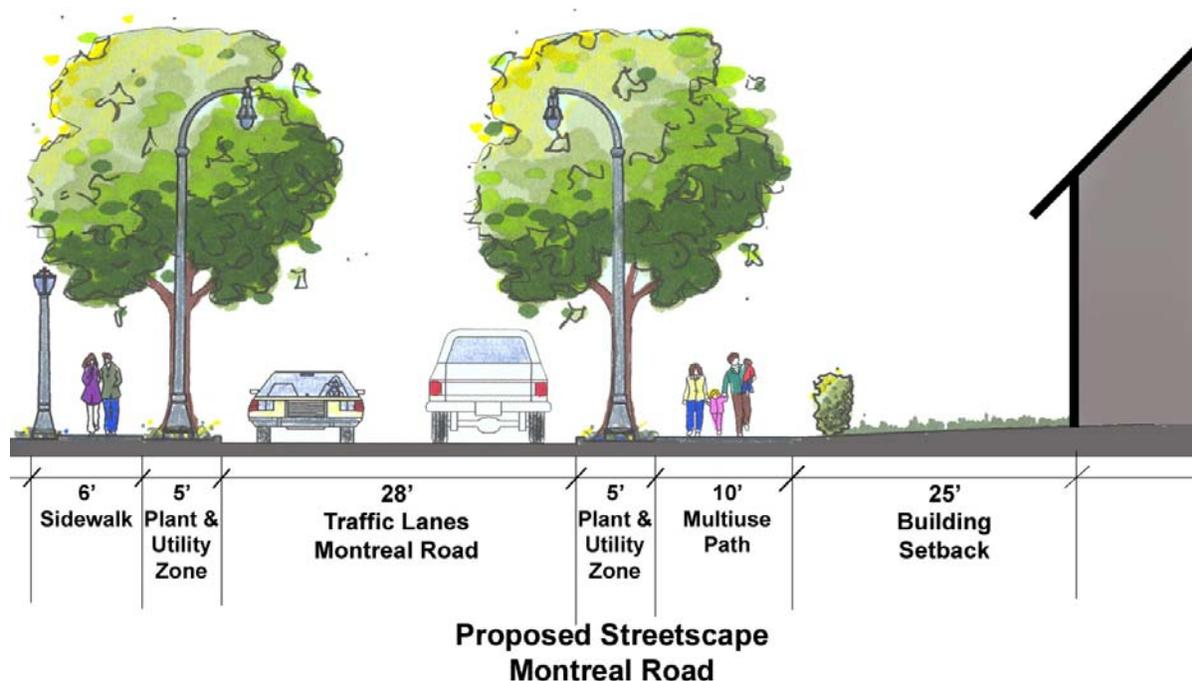 6’
Sidewalk
5’
Plant &
Utility
Zone
28’
Traffic Lanes
Montreal Road
5’
Plant &
Utility
Zone
10’
Multiuse
Path
25’
Building
Setback
Proposed Streetscape
Montreal Road